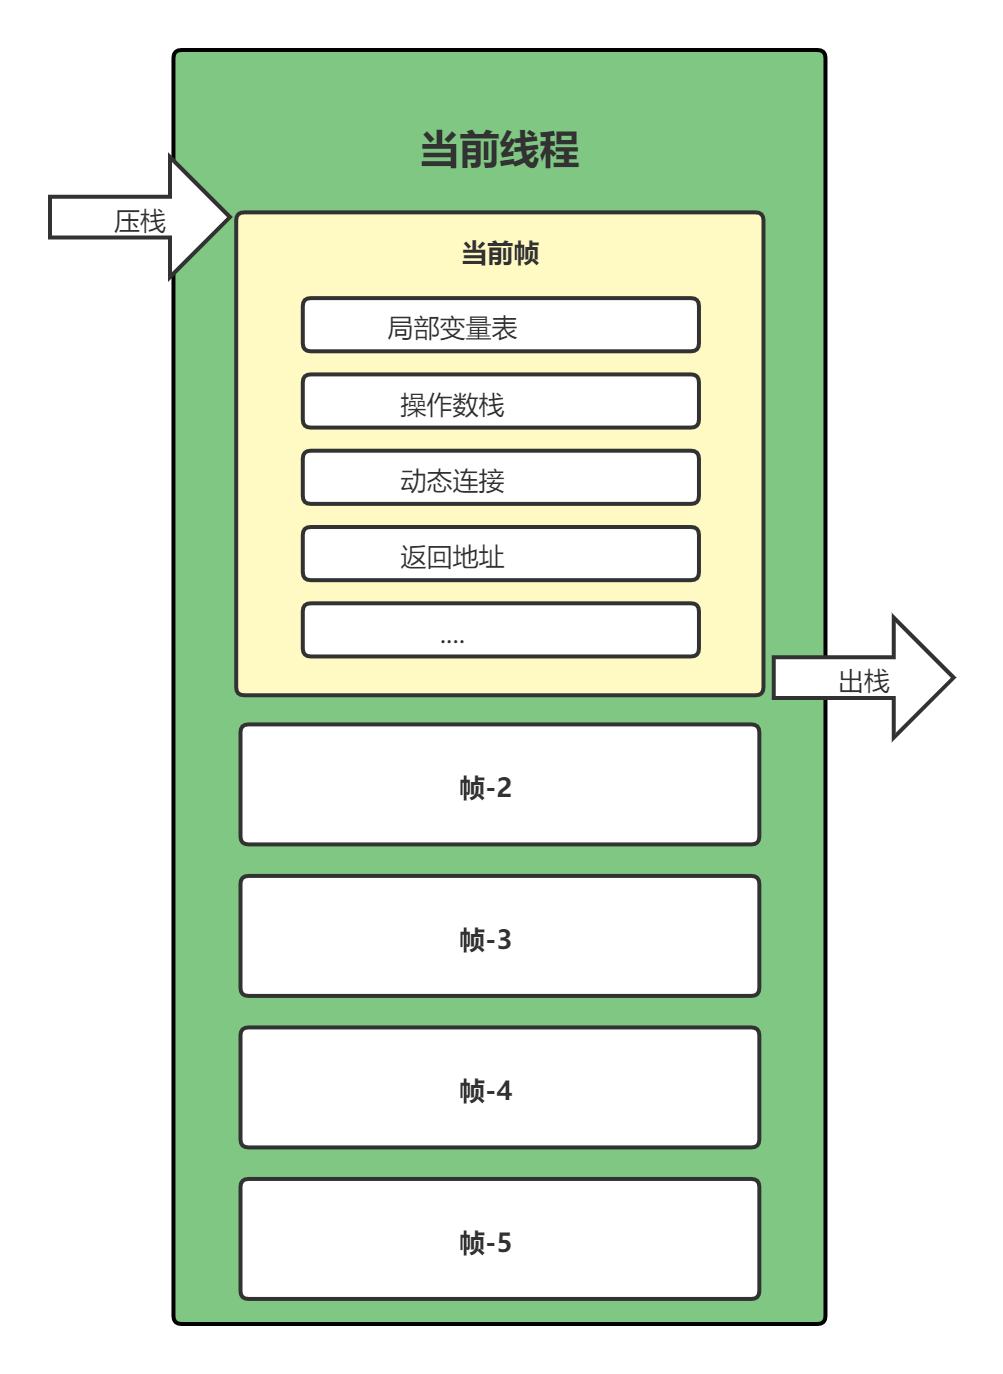 当前线程
压栈
当前帧
局部变量表
操作数栈
动态连接
返回地址
....
出栈
帧-2
帧-3
帧-4
帧-5